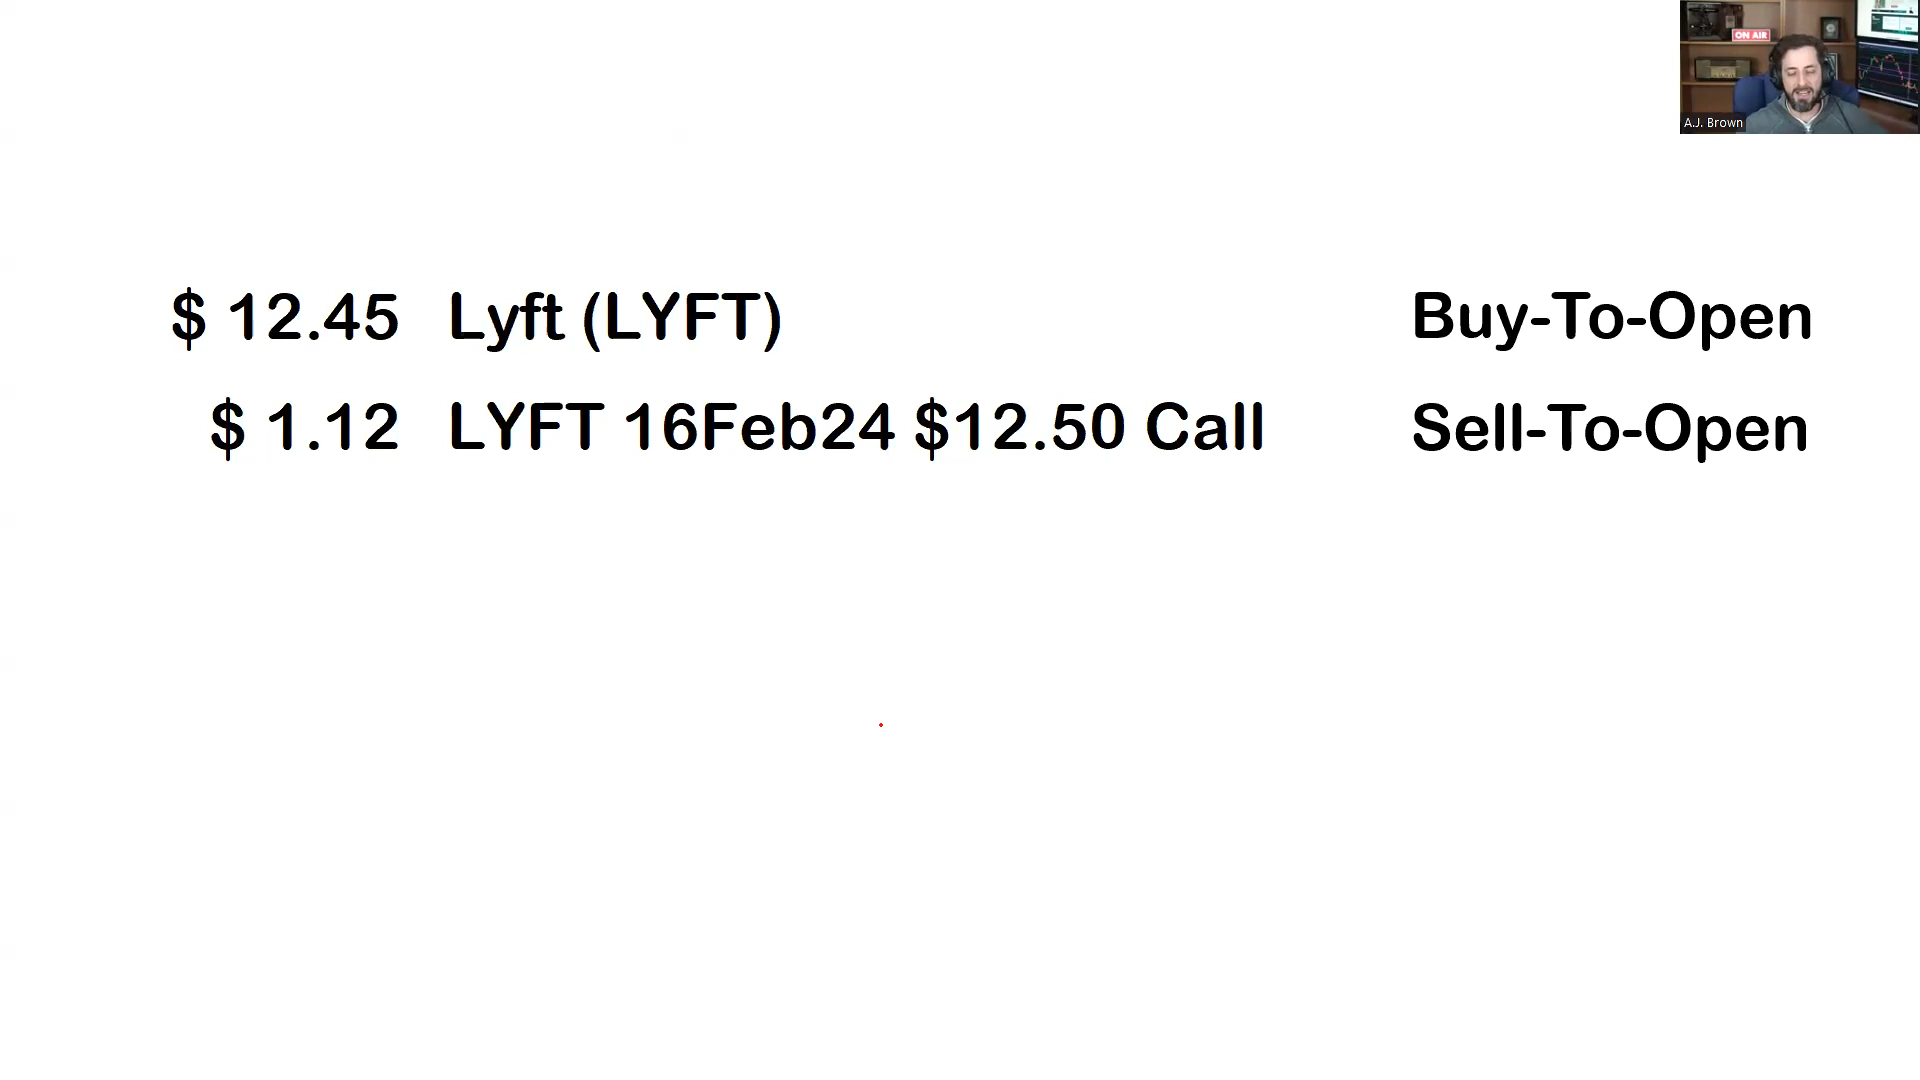 ON AIR
A.J. Brown
$ 12.45 Lyft (LYFT) Buy-To-Open
$ 1.12 LYFT 16Feb24 $12.50 Call Sell-To-Open